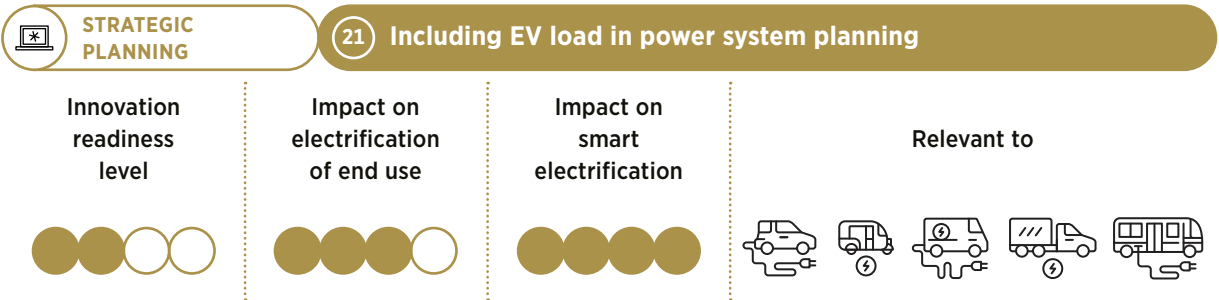 STRATEGIC
PLANNING
21 Including EV load in power system planning
Innovation
readiness
level
Impact on
electrification
of end use
Impact on
smart
electrification
Relevant to